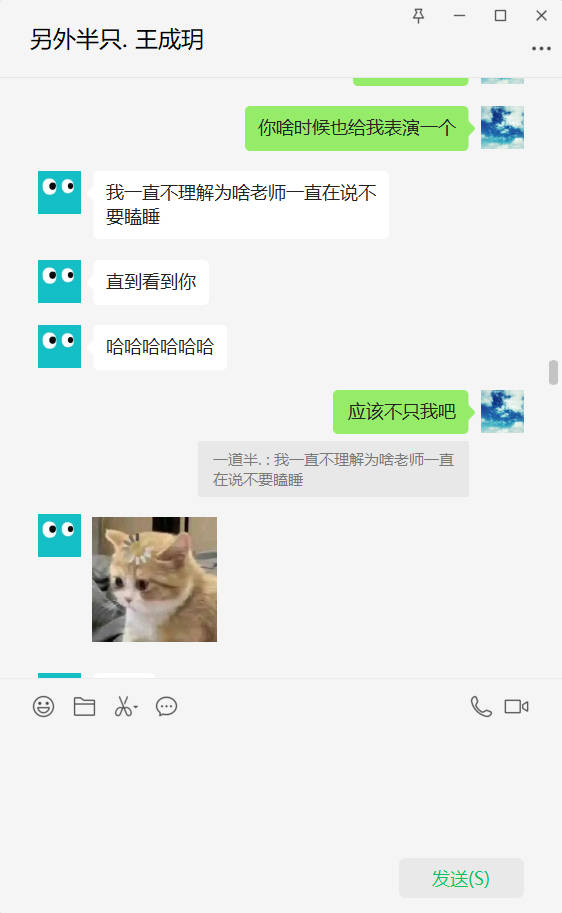 另外半只. 王成玥
你啥时候也给我表演一个
我一直不理解为啥老师一直在说不
要瞌睡
直到看到你
哈哈哈哈哈哈
应该不只我吧
一道半. : 我一直不理解为啥老师一直
在说不要瞌睡
发送(S)